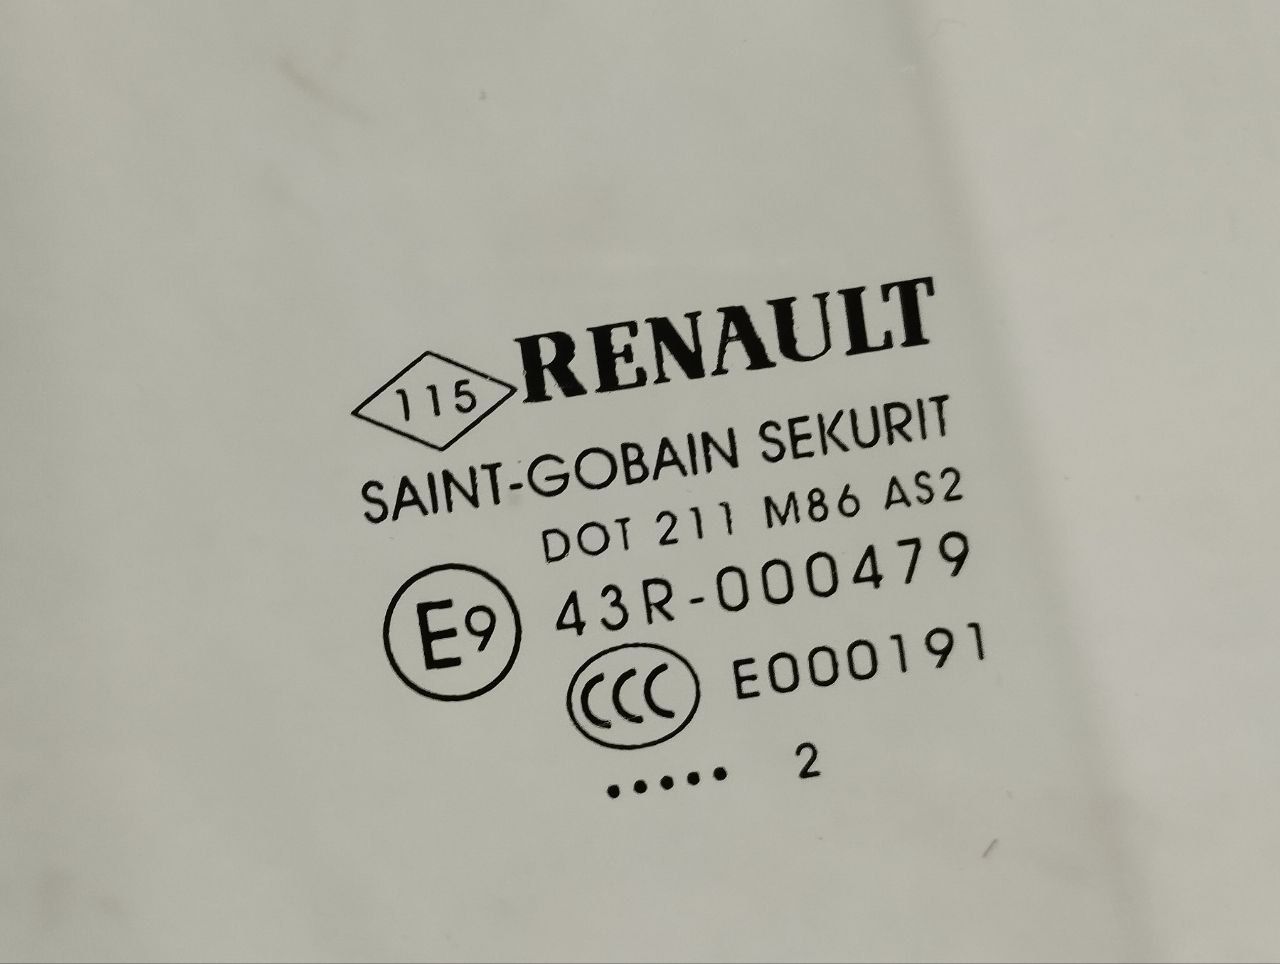 115 RENAULT
SAINT-GOBAIN SEKURIT
DOT 211 M86 AS2
E9 43R-000479
CCC E000191
..... 2